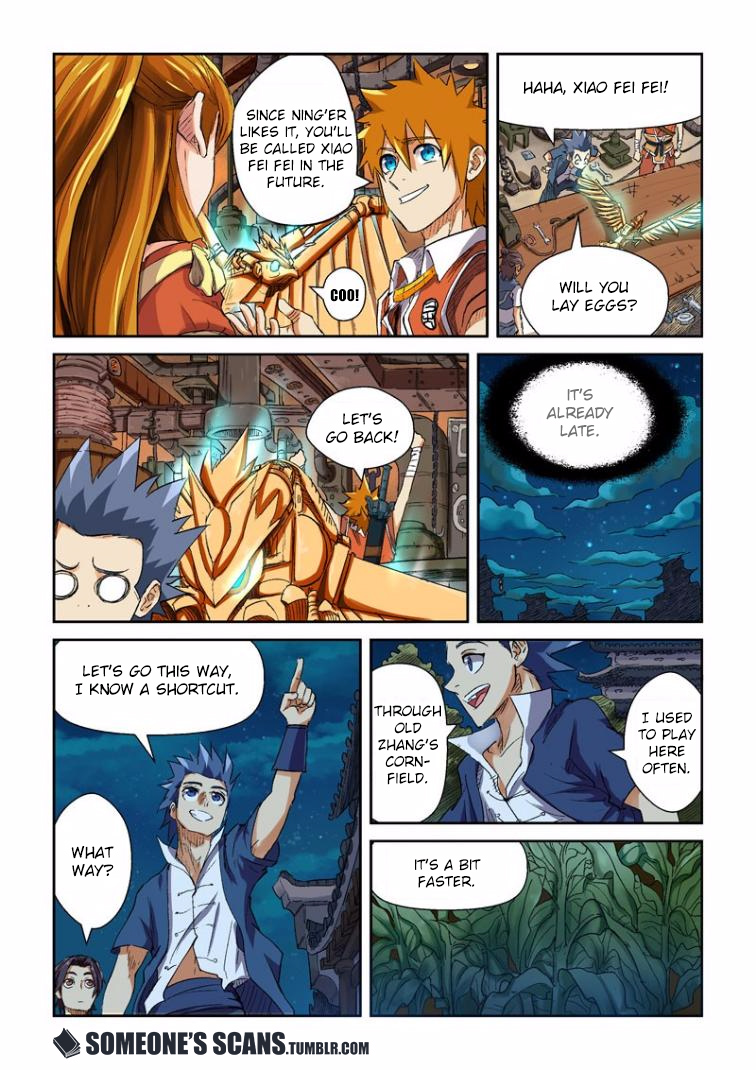 SINCE NING'ER
LIKES IT, YOU'LL
BE CALLED XIAO
FEI FEI IN THE
FUTURE.
COO!
HAHA, XIAO FEI FEI!
WILL YOU
LAY EGGS?
LET'S
GO BACK!
IT'S
ALREADY
LATE.
LET'S GO THIS WAY,
I KNOW A SHORTCUT.
WHAT
WAY?
THROUGH
OLD
ZHANG'S
CORN-
FIELD.
I USED
TO PLAY
HERE
OFTEN.
IT'S A BIT
FASTER.
SOMEONE'S SCANS.TUMBLR.COM